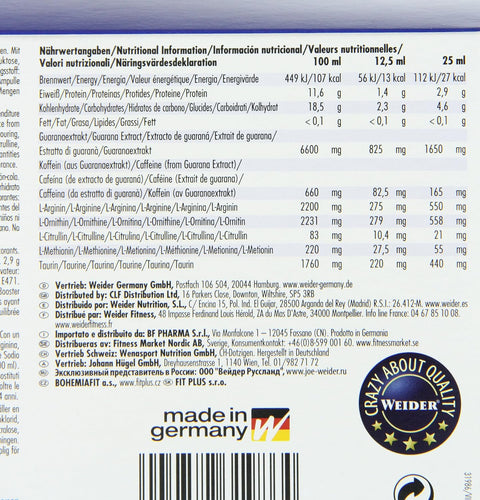 Nährwertangaben/Nutritional Information/Información nutricional/Valeurs nutritionnelles/
Valori nutrizionali/Näringsvärdesdeklaration 100 ml 12,5 ml 25 ml
Brennwert/Energy/Energía/Valeur énergétique/Energia/Energivärde 449 kJ/107 kcal 56 kJ/13 kcal 112 kJ/27 kcal
Eiweiß/Protein/Proteínas/Protides/Proteine/Protein 11,6 g 1,4 g 2,9 g
Kohlenhydrate/Carbohydrates/Hidratos de carbono/Glucides/Carboidrati/Kolhydrat 18,5 g 2,3 g 4,6 g
Fett/Fat/Grasa/Lipides/Grassi/Fett <0,1 g <0,1 g <0,1 g
Guaranaextrakt/Guarana Extract/Extracto de guaraná/Extrait de guarana/
Estratto di guaraná/Guaranaextrakt 6600 mg 825 mg 1650 mg
Koffein (aus Guaranaextrakt)/Caffeine (from Guarana Extract)/
Cafeína (de extracto de guaraná)/Caféine (Extrait de Guarana)/
Caffeina (da estratto di guaraná)/Koffein (av Guaranaextrakt) 660 mg 82,5 mg 165 mg
L-Arginin/L-Arginine/L-Arginina/L-Arginine/L-Arginina/L-Arginin 2200 mg 275 mg 550 mg
L-Ornithin/L-Ornithine/L-Ornitina/L-Ornithine/L-Ornitina/L-Ornitin 2231 mg 279 mg 558 mg
L-Citrullin/L-Citrulline/L-Citrulina/L-Citrulline/L-Citrullina/L-Citrullin 83 mg 10,4 mg 21 mg
L-Methionin/L-Methionine/L-Metionina/L-Methionine/L-Metionina/L-Metionin 220 mg 27,5 mg 55 mg
Taurin/Taurine/Taurina/Taurine/Taurina/Taurin 1760 mg 220 mg 440 mg
Vertrieb: Weider Germany GmbH, Postfach 106 504, 20044 Hamburg. www.weider-germany.de
Distributed by: CLF Distribution Ltd, 16 Parkers Close, Downton, Wiltshire, SP5 3RB
Distribuido por: Weider Nutrition, S.L., C/ Encina 15, Pol. Ind. El Guijar, 28500 Arganda del Rey (Madrid) R.S.I. 26.412-M. www.weider.es
Distribué par: Weider Fitness, 48 Impasse Ferdinand Léonce Hérold, ZA du Mas D'Astre, 34000 Montpellier. Info line Conso 04 67 85 10 08.
www.weiderfitness.fr
Importato e distribuito da: BF PHARMA S.r.l., Via Monfalcone 1 – 12045 Fossano (CN). Prodotto in Germania
Distribueras av: Fitness Market Nordic AB, Sverige, Kundkontakt: +46(0)8-599 001 60. www.fitnessmarket.se
Vertrieb Schweiz: Wenasport Nutrition GmbH, CH-Dotzigen. Hergestellt in Deutschland
Vertrieb: Johann Hügel GmbH, Dreyhausenstrasse 1, 1140 Wien, Tel. 01/982 71 72
Эксклюзивный представитель в России: ООО "Вейдер Руссланд", www.joe-weider.ru
BOHEMIAFIT a.s., www.fitplus.cz FIT PLUS s.r.o.
made in
germany
CRAZY ABOUT QUALITY
WEIDER